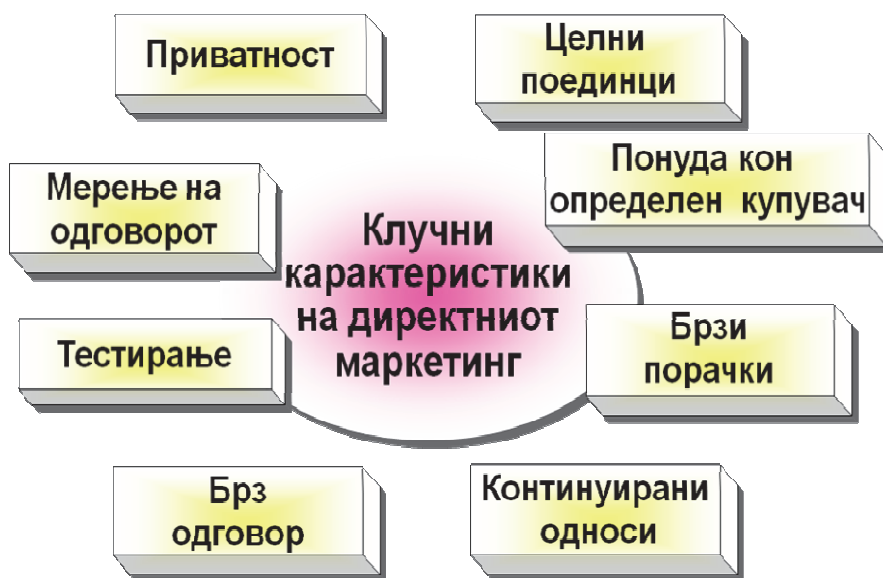 Приватност
Целни
поединци
Мерење на
одговорот
Понуда кон
определен купувач
Клучни
карактеристики
на директниот
маркетинг
Тестирање
Брзи
порачки
Брз
одговор
Континуирани
односи